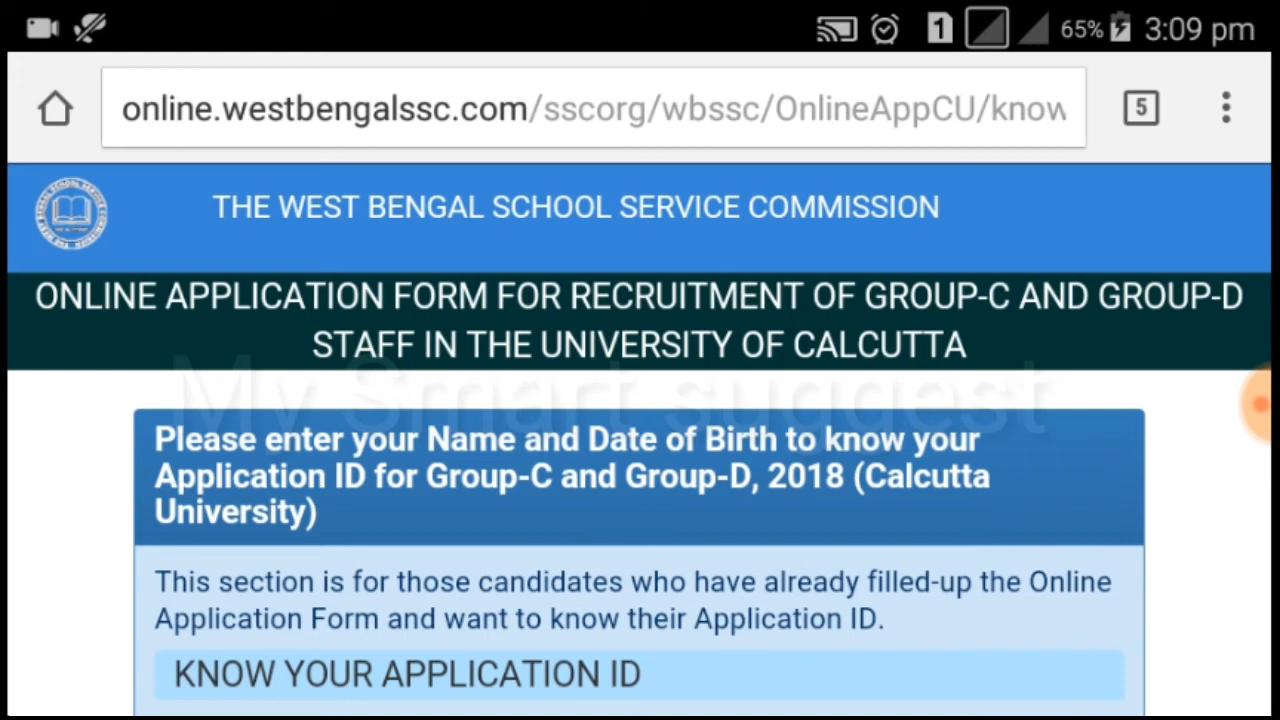 65% 3:09 pm
online.westbengalssc.com/sscorg/wbssc/OnlineAppCU/know
5
THE WEST BENGAL SCHOOL SERVICE COMMISSION
ONLINE APPLICATION FORM FOR RECRUITMENT OF GROUP-C AND GROUP-D
STAFF IN THE UNIVERSITY OF CALCUTTA
My Smart suggest
Please enter your Name and Date of Birth to know your
Application ID for Group-C and Group-D, 2018 (Calcutta
University)
This section is for those candidates who have already filled-up the Online
Application Form and want to know their Application ID.
KNOW YOUR APPLICATION ID